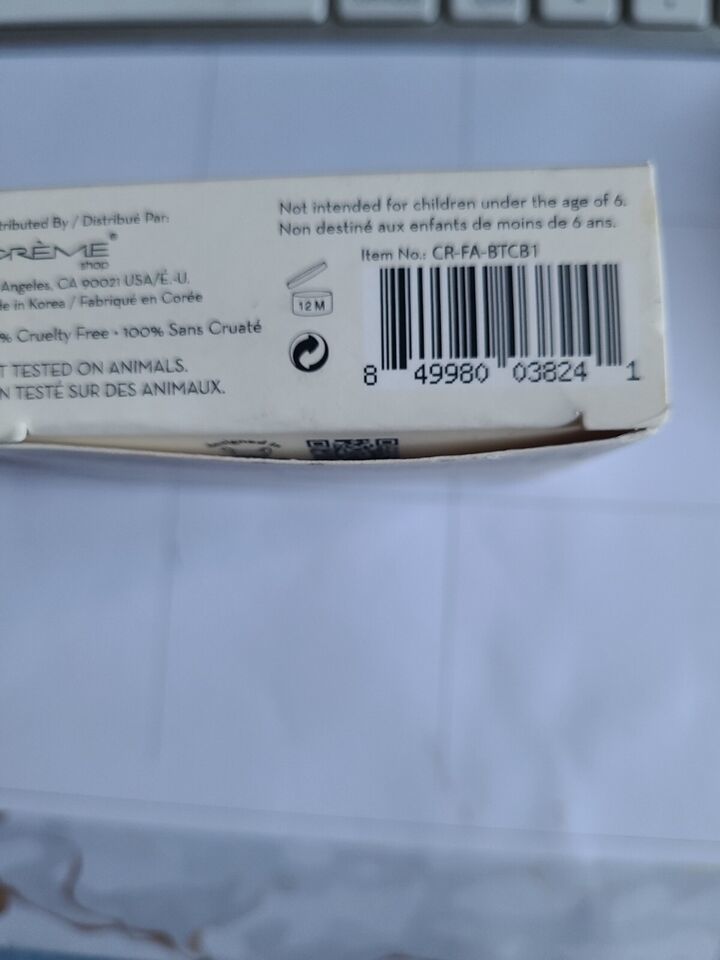 tributed By / Distribué Par:
CRÈME®
shop
Angeles, CA 90021 USA/É.-U.
de in Korea / Fabriqué en Corée
% Cruelty Free • 100% Sans Cruaté
T TESTED ON ANIMALS.
N TESTÉ SUR DES ANIMAUX.
Not intended for children under the age of 6.
Non destiné aux enfants de moins de 6 ans.
Item No.: CR-FA-BTCB1
12 M
8 49980 03824 1